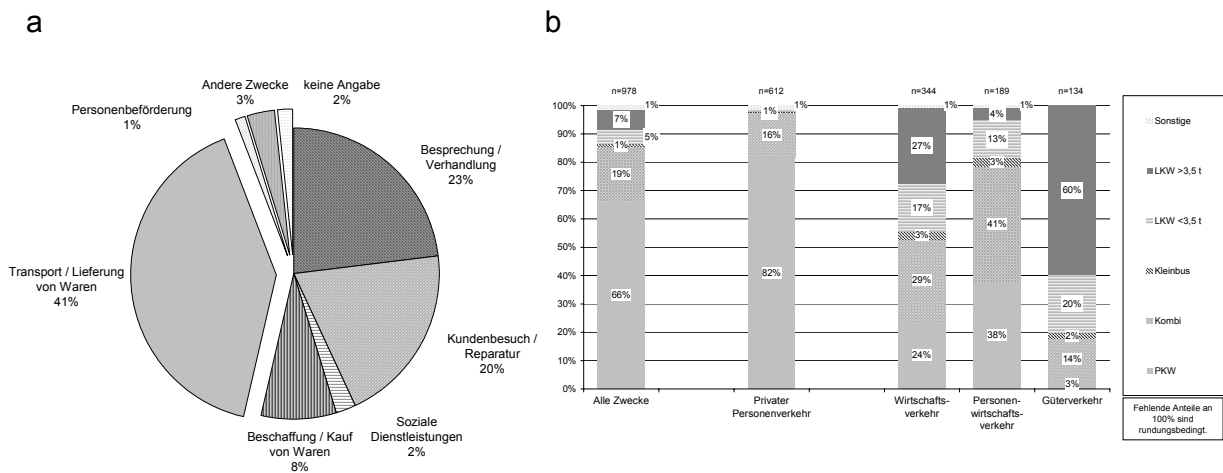 a
Andere Zwecke
3%
keine Angabe
2%
Personenbeförderung
1%
Besprechung /
Verhandlung
23%
Transport / Lieferung
von Waren
41%
Kundenbesuch /
Reparatur
20%
Soziale
Dienstleistungen
2%
Beschaffung / Kauf
von Waren
8%
b
n=978
n=612
n=344
n=189
n=134
100%
90%
80%
70%
60%
50%
40%
30%
20%
10%
0%
1%
7%
5%
1%
19%
66%
1%
1%
16%
82%
1%
27%
17%
3%
29%
24%
1%
4%
13%
3%
41%
38%
60%
20%
2%
14%
3%
Alle Zwecke
Privater
Personenverkehr
Wirtschafts-
verkehr
Personen-
wirtschafts-
verkehr
Güterverkehr
Sonstige
LKW >3,5 t
LKW <3,5 t
Kleinbus
Kombi
PKW
Fehlende Anteile an
100% sind
rundungsbedingt.